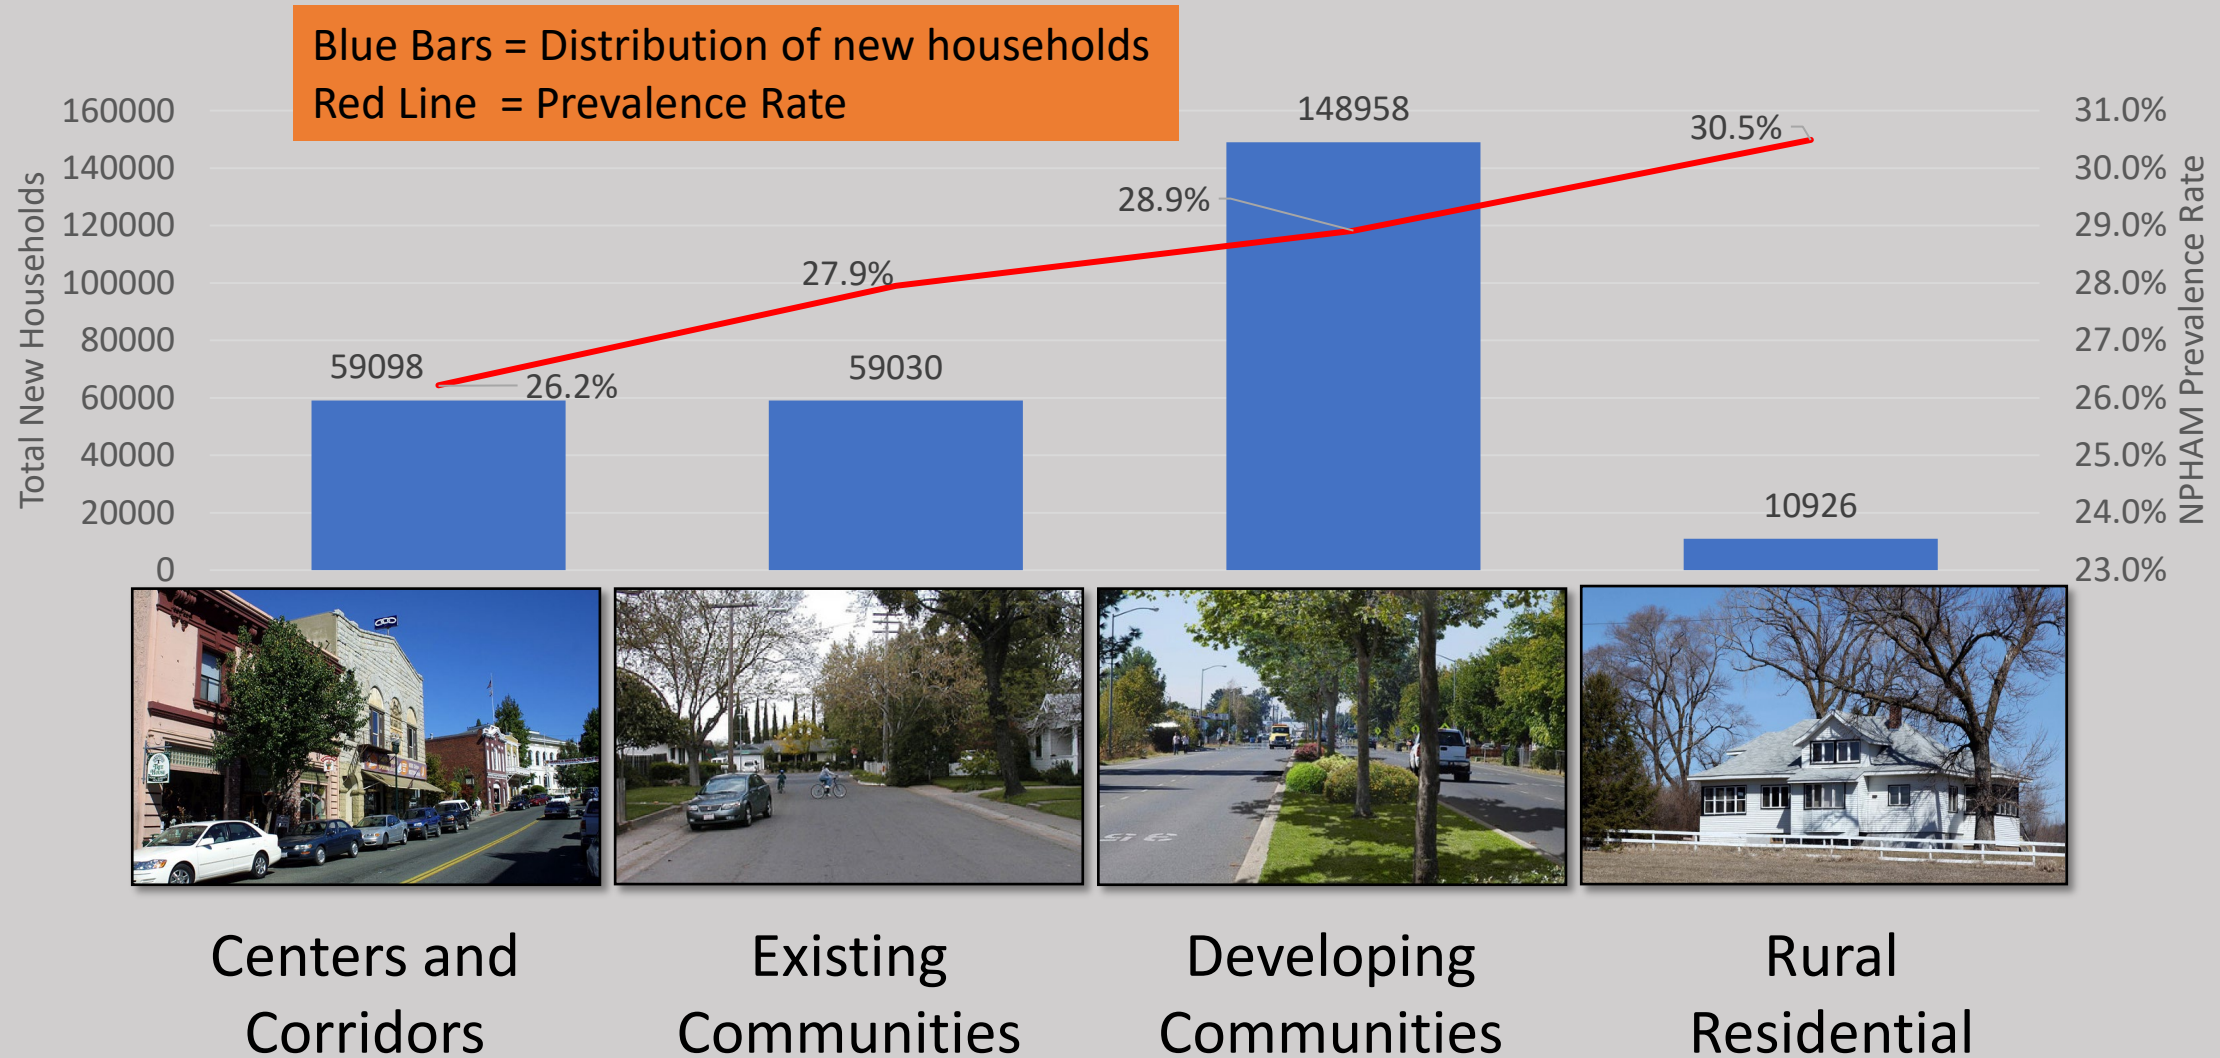 Blue Bars = Distribution of new households
Red Line = Prevalence Rate
160000
140000
120000
100000
80000
60000
40000
20000
0
Total New Households
59098
59030
148958
10926
26.2%
27.9%
28.9%
30.5%
31.0%
30.0%
29.0%
28.0%
27.0%
26.0%
25.0%
24.0%
23.0%
NPHAM Prevalence Rate
Centers and
Corridors
Existing
Communities
Developing
Communities
Rural
Residential